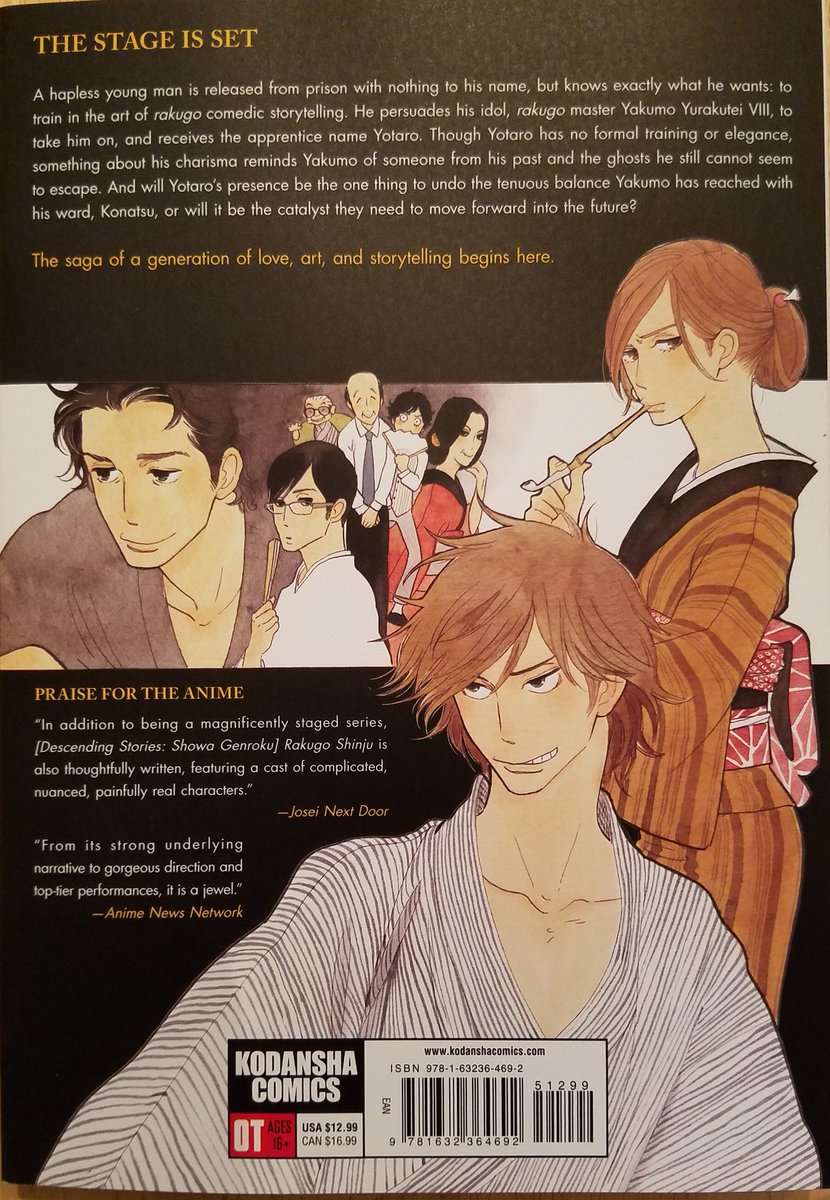 THE STAGE IS SET
A hapless young man is released from prison with nothing to his name, but knows exactly what he wants: to
train in the art of rakugo comedic storytelling. He persuades his idol, rakugo master Yakumo Yurakutei VIII, to
take him on, and receives the apprentice name Yotaro. Though Yotaro has no formal training or elegance,
something about his charisma reminds Yakumo of someone from his past and the ghosts he still cannot seem
to escape. And will Yotaro's presence be the one thing to undo the tenuous balance Yakumo has reached with
his ward, Konatsu, or will it be the catalyst they need to move forward into the future?
The saga of a generation of love, art, and storytelling begins here.
PRAISE FOR THE ANIME
"In addition to being a magnificently staged series,
[Descending Stories: Showa Genroku] Rakugo Shinju is
also thoughtfully written, featuring a cast of complicated,
nuanced, painfully real characters."
—Josei Next Door
"From its strong underlying
narrative to gorgeous direction and
top-tier performances, it is a jewel."
—Anime News Network
KODANSHA
COMICS
OT AGES
16+
USA $12.99
CAN $16.99
www.kodanshacomics.com
ISBN 978-1-63236-469-2
51299
EAN
9 781632 364692